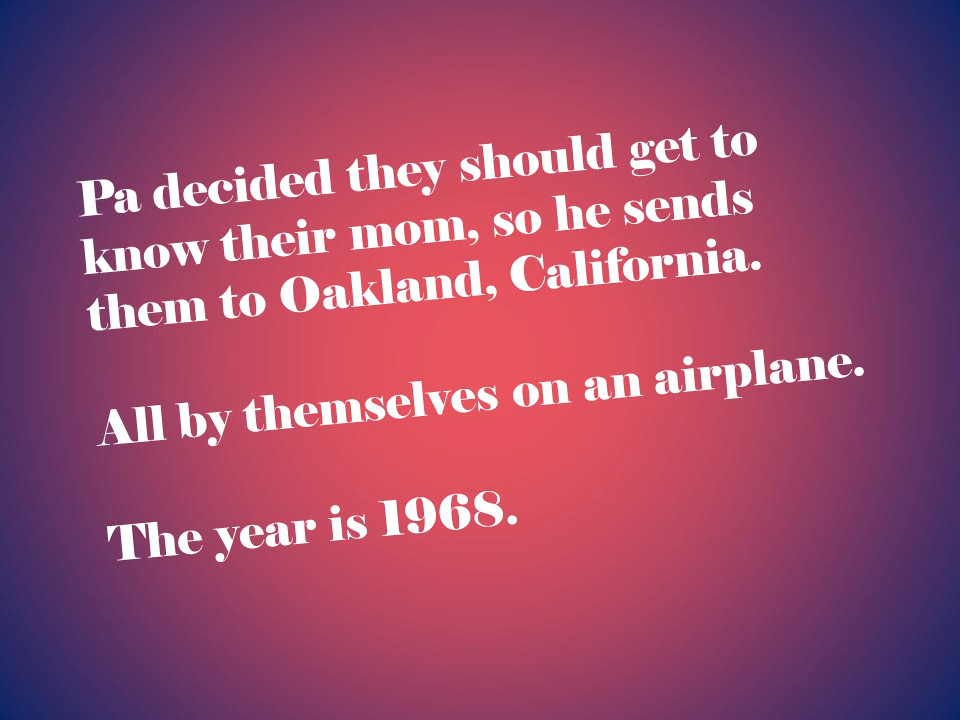 Pa decided they should get to
know their mom, so he sends
them to Oakland, California.
All by themselves on an airplane.
The year is 1968.